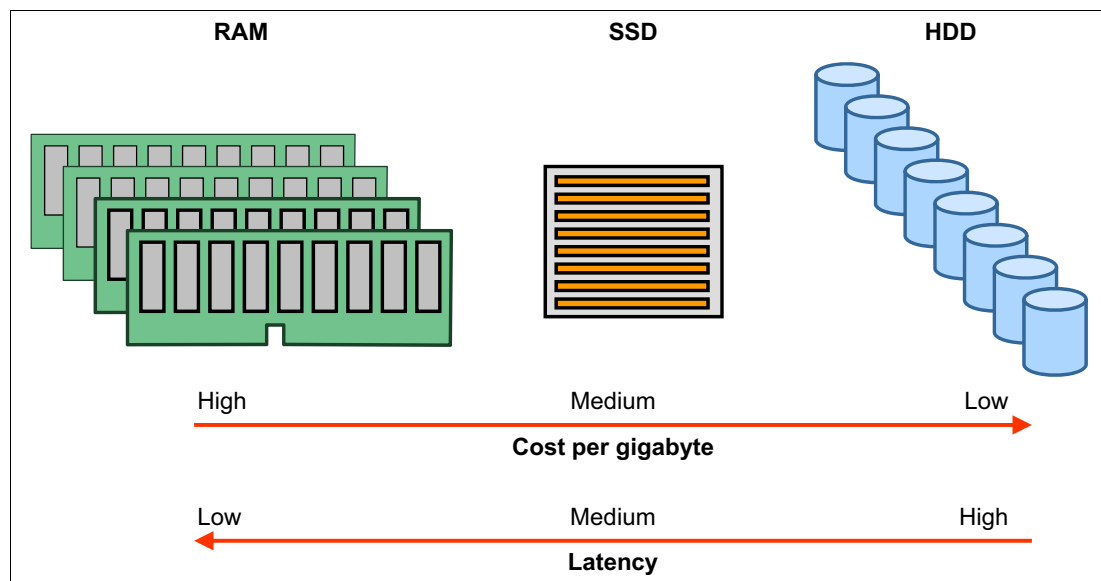 RAM SSD HDD
High Medium Low
Cost per gigabyte
Low Medium High
Latency